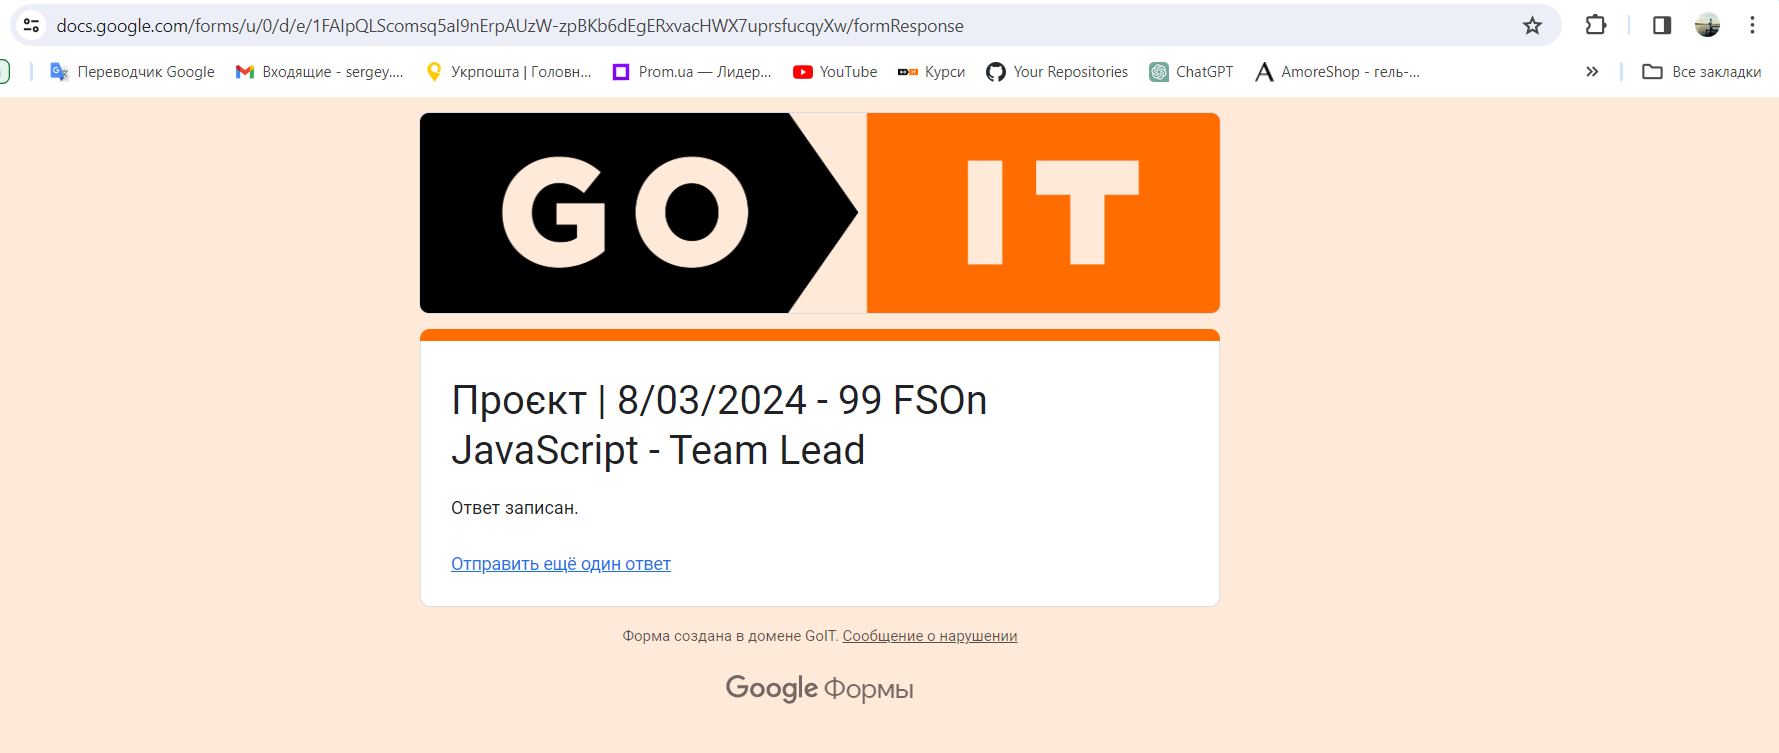 docs.google.com/forms/u/0/d/e/1FAIpQLScomsq5aI9nErpAUzW-zpBKb6dEgERxvacHWX7uprsfucqyXw/formResponse
Переводчик Google
Входящие - sergey....
Укрпошта | Головн...
Prom.ua — Лидер...
YouTube
Курси
Your Repositories
ChatGPT
AmoreShop - гель-...
Все закладки
GO IT
Проєкт | 8/03/2024 - 99 FSOn
JavaScript - Team Lead
Ответ записан.
Отправить ещё один ответ
Форма создана в домене GoIT. Сообщение о нарушении
Google Формы